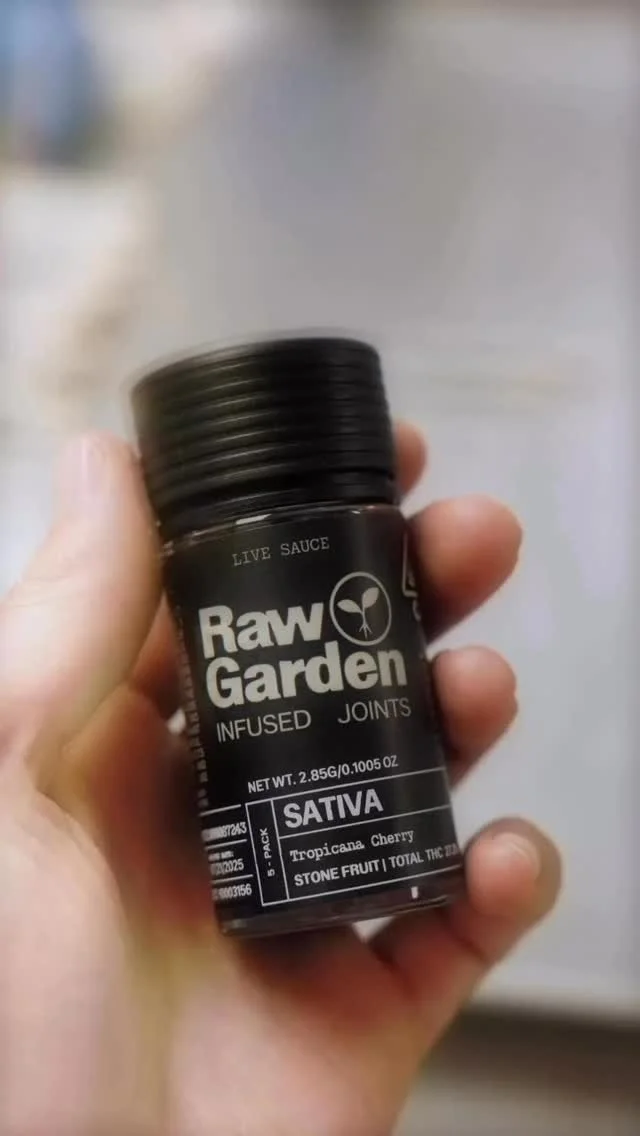 LIVE SAUCE
Raw
Garden
INFUSED JOINTS
NET WT. 2.85G/0.1005 OZ
5 - PACK
SATIVA
Tropicana Cherry
STONE FRUIT | TOTAL THC